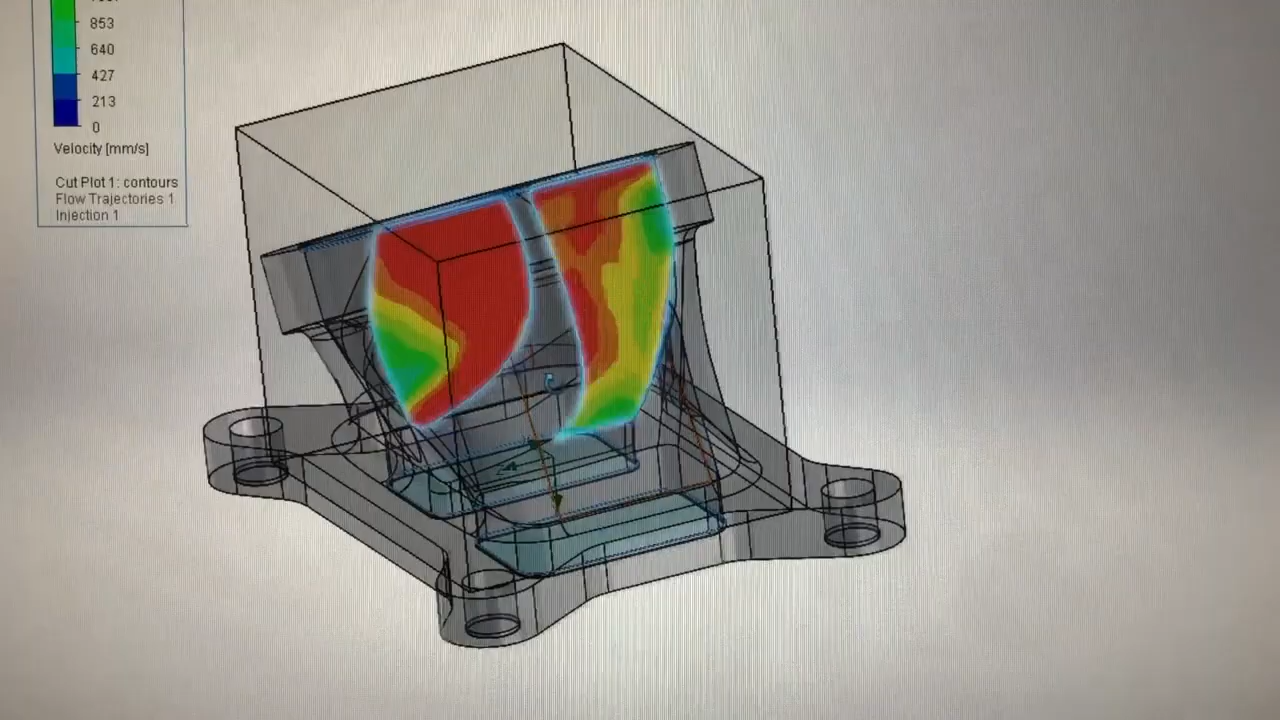 853
640
427
213
0
Velocity [mm/s]
Cut Plot 1: contours
Flow Trajectories 1
Injection 1